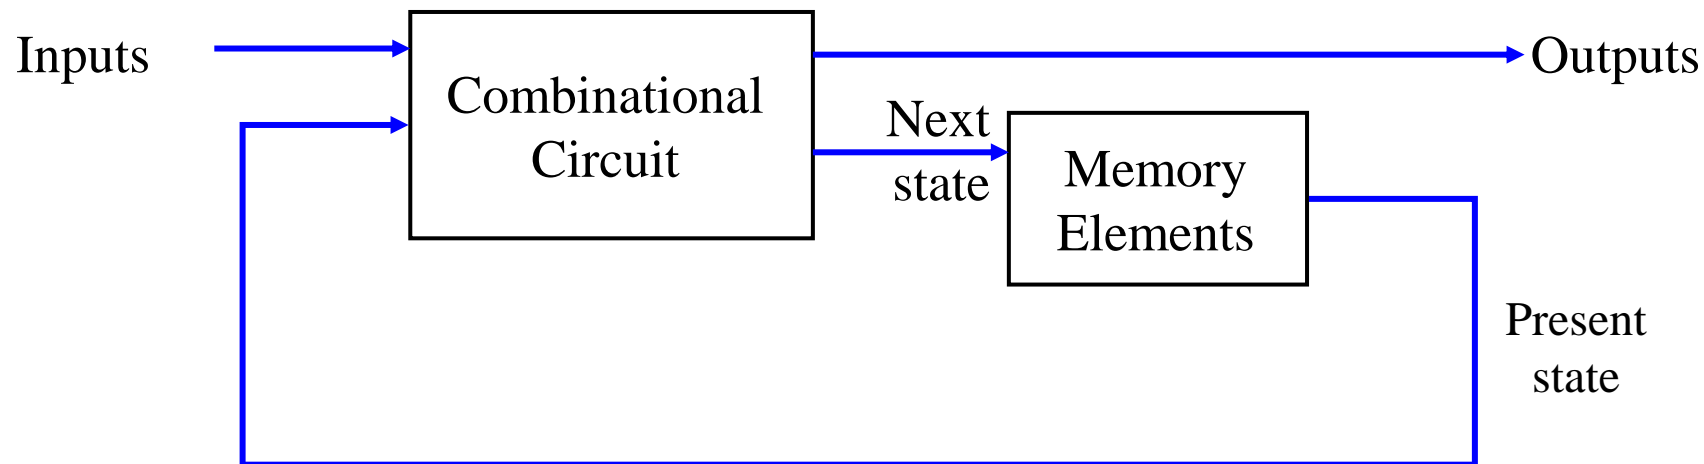 Inputs
Combinational
Circuit
Outputs
Next
state
Memory
Elements
Present
state